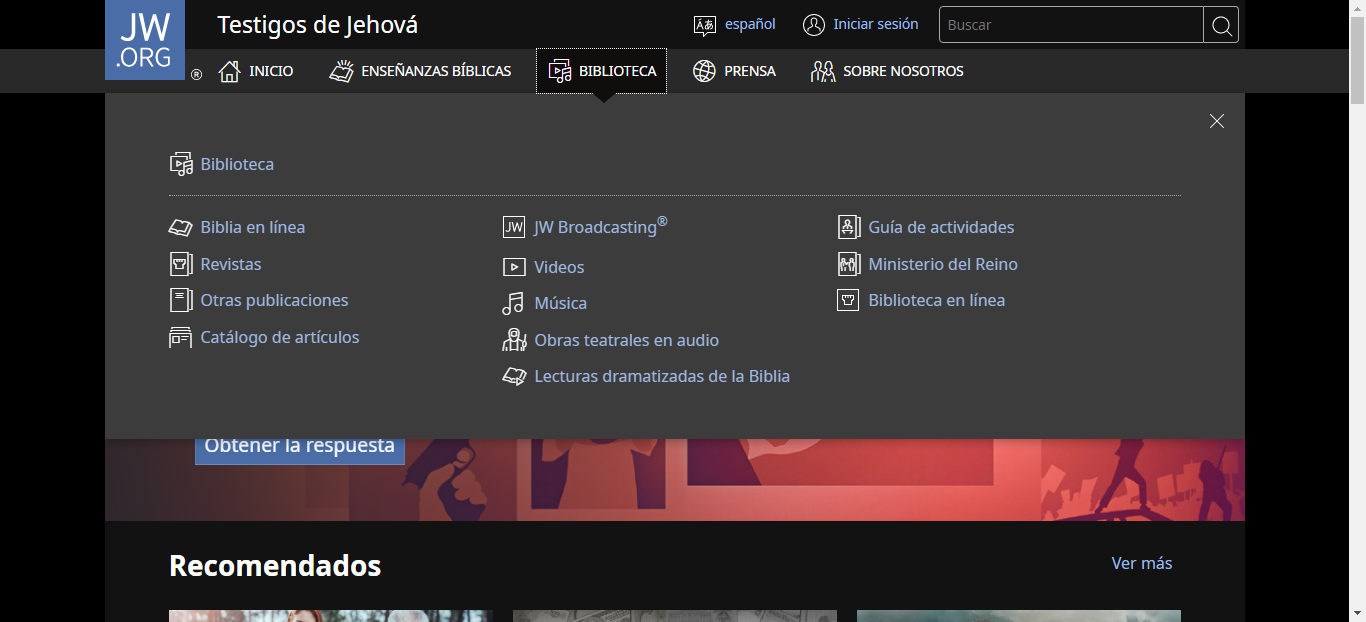 JW
.ORG
®
Testigos de Jehová
español
Iniciar sesión
Buscar
INICIO
ENSEÑANZAS BÍBLICAS
BIBLIOTECA
PRENSA
SOBRE NOSOTROS
Biblioteca
Biblia en línea
Revistas
Otras publicaciones
Catálogo de artículos
JW Broadcasting®
Videos
Música
Obras teatrales en audio
Lecturas dramatizadas de la Biblia
Guía de actividades
Ministerio del Reino
Biblioteca en línea
Obtener la respuesta
Recomendados
Ver más